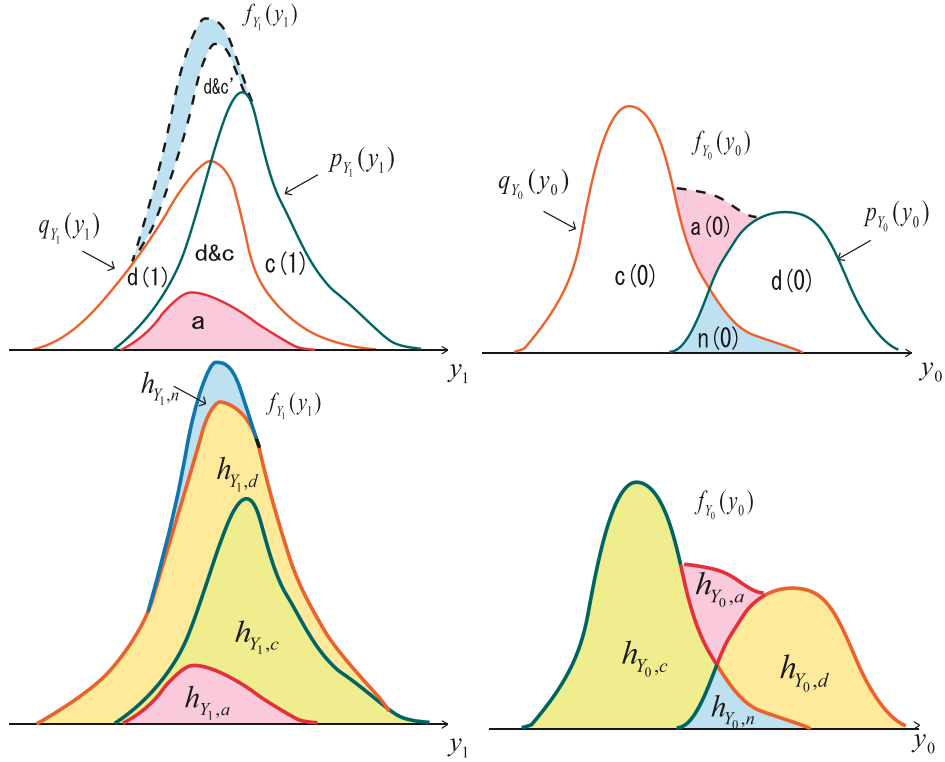 f_{Y_1}(y_1)
d&c'
p_{Y_1}(y_1)
q_{Y_1}(y_1)
d(1)
d&c
c(1)
a
y_1
f_{Y_0}(y_0)
q_{Y_0}(y_0)
p_{Y_0}(y_0)
a(0)
c(0)
d(0)
n(0)
y_0
h_{Y_1,n}
f_{Y_1}(y_1)
h_{Y_1,d}
h_{Y_1,c}
h_{Y_1,a}
y_1
f_{Y_0}(y_0)
h_{Y_0,a}
h_{Y_0,c}
h_{Y_0,d}
h_{Y_0,n}
y_0